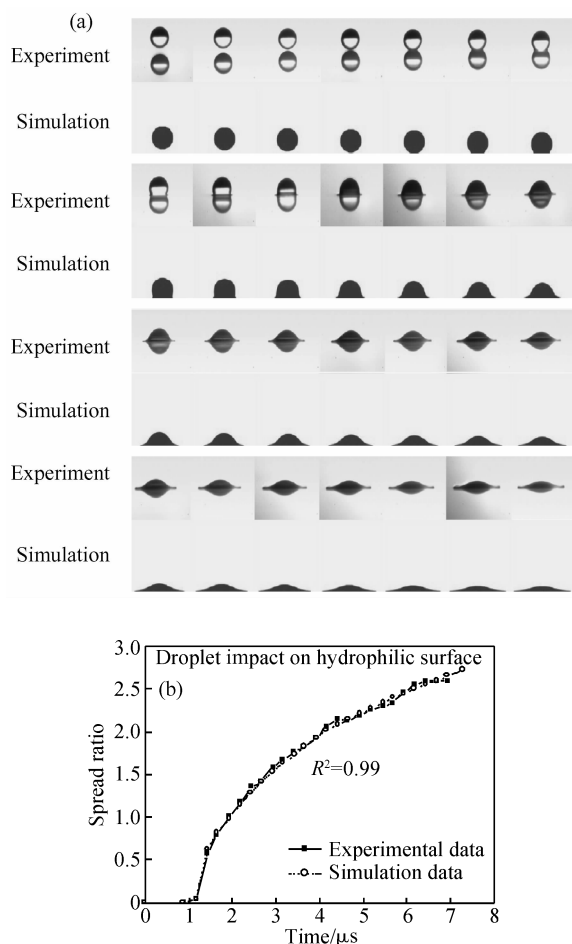 (a)
Experiment
Simulation
Experiment
Simulation
Experiment
Simulation
Experiment
Simulation
Droplet impact on hydrophilic surface
(b)
R²=0.99
Experimental data
Simulation data
Spread ratio
3.0
2.5
2.0
1.5
1.0
0.5
0
0 1 2 3 4 5 6 7 8
Time/μs